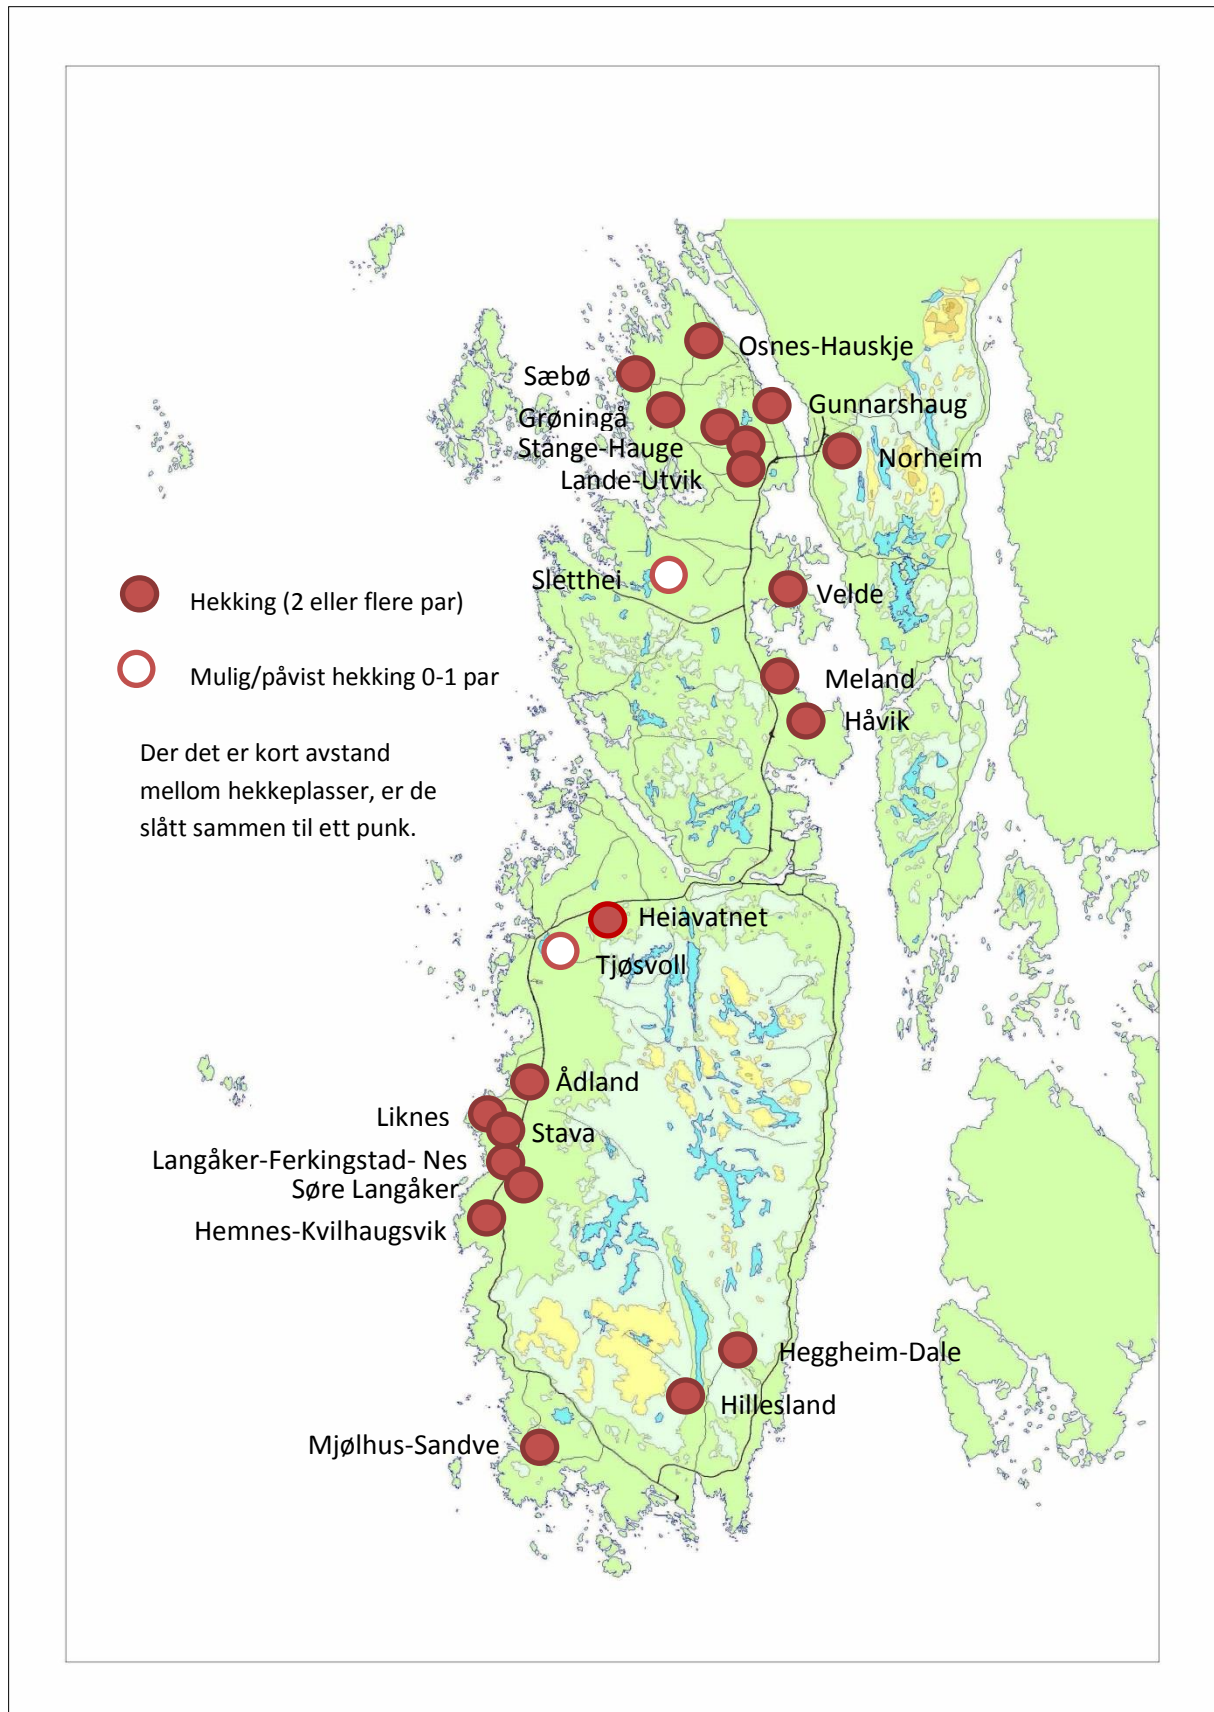 Osnes-Hauskje
Sæbø
Grøningå
Gunnarshaug
Stange-Hauge
Norheim
Lande-Utvik
Sletthei
Velde
Hekking (2 eller flere par)
Mulig/påvist hekking 0-1 par
Meland
Håvik
Der det er kort avstand
mellom hekkeplasser, er de
slått sammen til ett punk.
Heiavatnet
Tjøsvoll
Ådland
Liknes
Stava
Langåker-Ferkingstad- Nes
Søre Langåker
Hemnes-Kvilhaugsvik
Heggheim-Dale
Hillesland
Mjølhus-Sandve